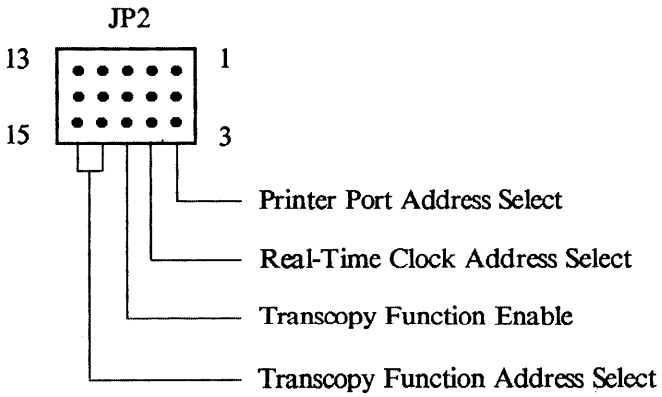 JP2
13 1
15 3
Printer Port Address Select
Real-Time Clock Address Select
Transcopy Function Enable
Transcopy Function Address Select